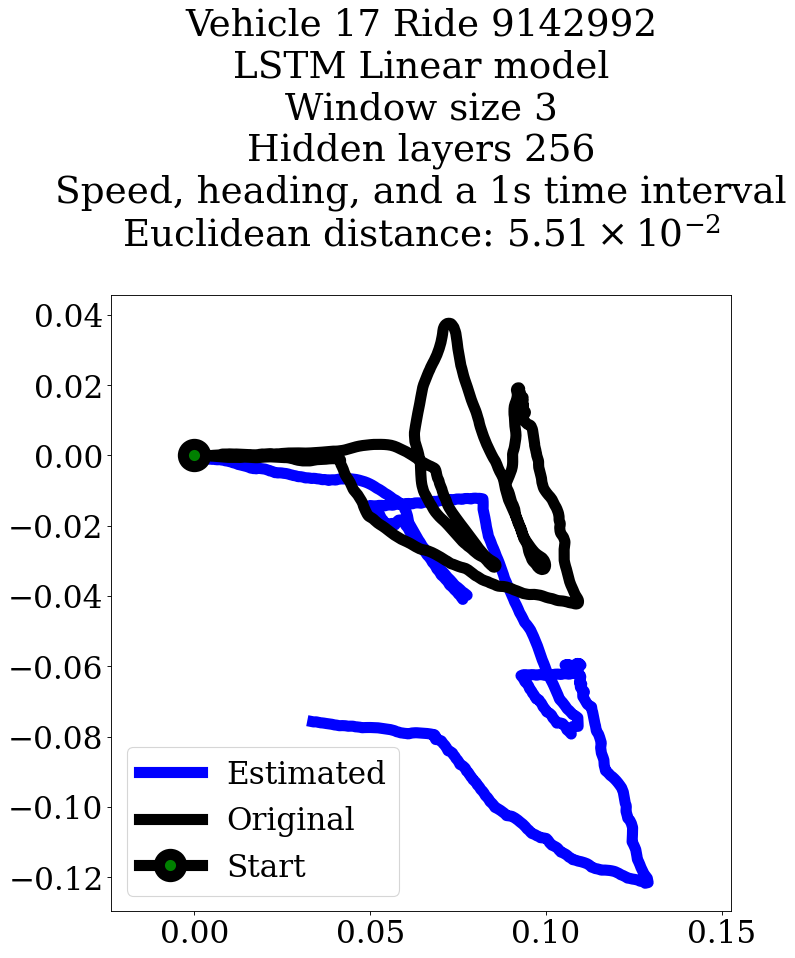 Vehicle 17 Ride 9142992
LSTM Linear model
Window size 3
Hidden layers 256
Speed, heading, and a 1s time interval
Euclidean distance: 5.51 × 10⁻²
0.04
0.02
0.00
−0.02
−0.04
−0.06
−0.08
−0.10
−0.12
Estimated
Original
Start
0.00 0.05 0.10 0.15